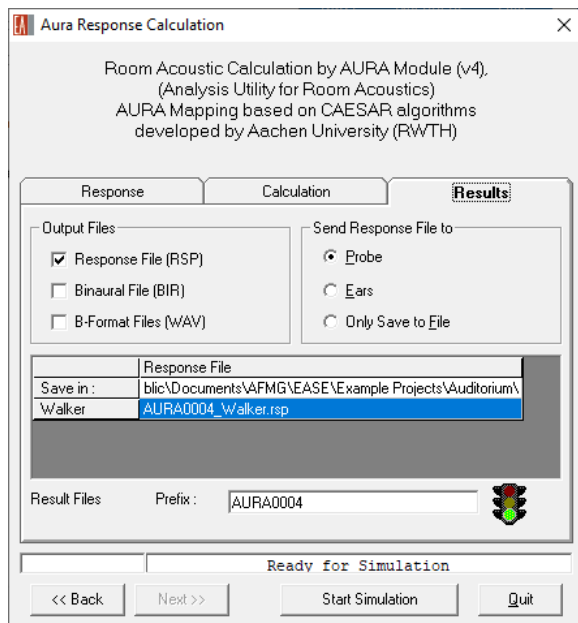 Aura Response Calculation
Room Acoustic Calculation by AURA Module (v4),
(Analysis Utility for Room Acoustics)
AURA Mapping based on CAESAR algorithms
developed by Aachen University (RWTH)
Response Calculation Results
Output Files
Response File (RSP)
Binaural File (BIR)
B-Format Files (WAV)
Send Response File to
Probe
Ears
Only Save to File
Response File
Save in : blic\Documents\AFMG\EASE\Example Projects\Auditorium\
Walker AURA0004_Walker.rsp
Result Files Prefix : AURA0004
Ready for Simulation
<< Back Next >> Start Simulation Quit